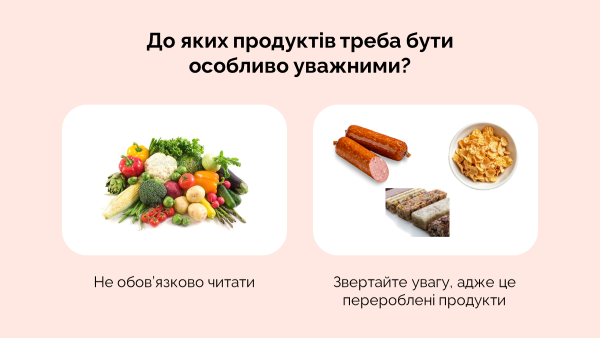 До яких продуктів треба бути
особливо уважними?
Не обов'язково читати
Звертайте увагу, адже це
перероблені продукти